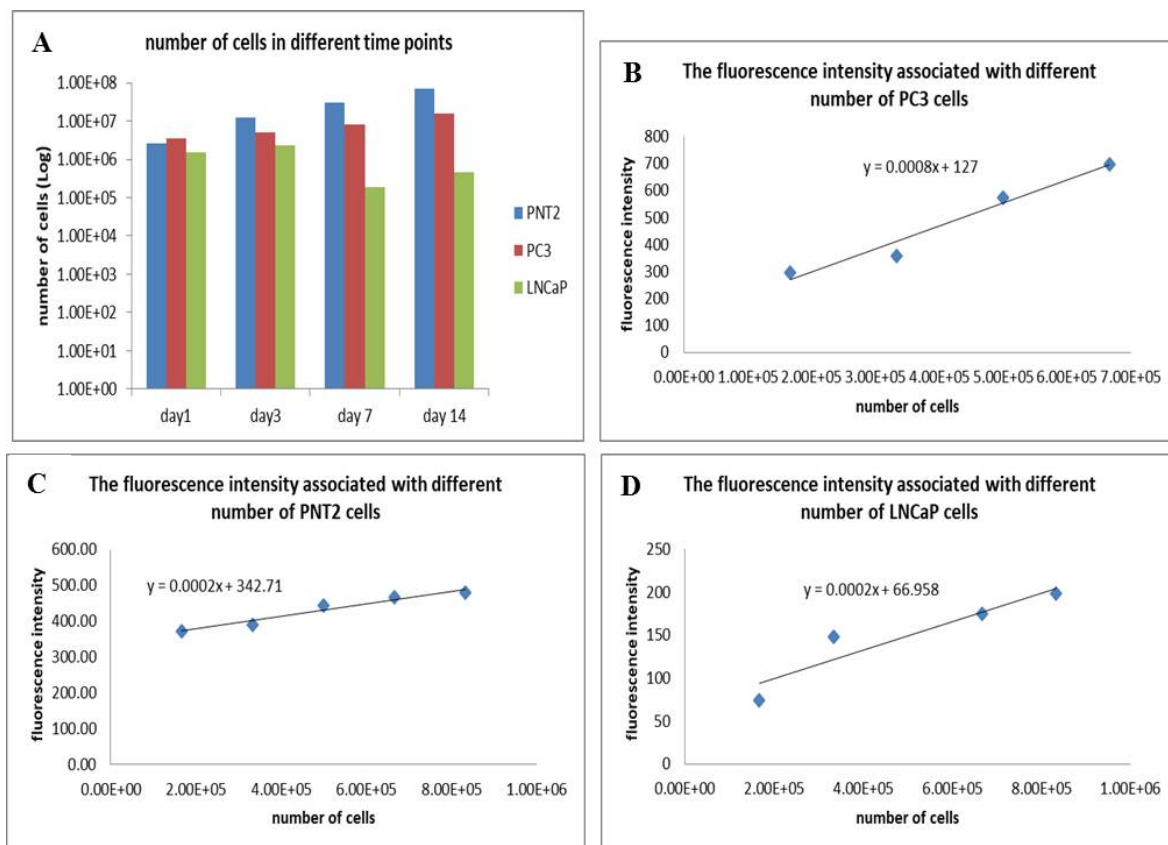 A
number of cells in different time points
number of cells (Log)
1.00E+08
1.00E+07
1.00E+06
1.00E+05
1.00E+04
1.00E+03
1.00E+02
1.00E+01
1.00E+00
day1 day3 day 7 day 14
PNT2
PC3
LNCaP
B
The fluorescence intensity associated with different
number of PC3 cells
fluorescence intensity
800
700
600
500
400
300
200
100
0
y = 0.0008x + 127
0.00E+00 1.00E+05 2.00E+05 3.00E+05 4.00E+05 5.00E+05 6.00E+05 7.00E+05
number of cells
C
The fluorescence intensity associated with different
number of PNT2 cells
fluorescence intensity
600.00
500.00
400.00
300.00
200.00
100.00
0.00
y = 0.0002x + 342.71
0.00E+00 2.00E+05 4.00E+05 6.00E+05 8.00E+05 1.00E+06
number of cells
D
The fluorescence intensity associated with different
number of LNCaP cells
fluorescence intensity
250
200
150
100
50
0
y = 0.0002x + 66.958
0.00E+00 2.00E+05 4.00E+05 6.00E+05 8.00E+05 1.00E+06
number of cells